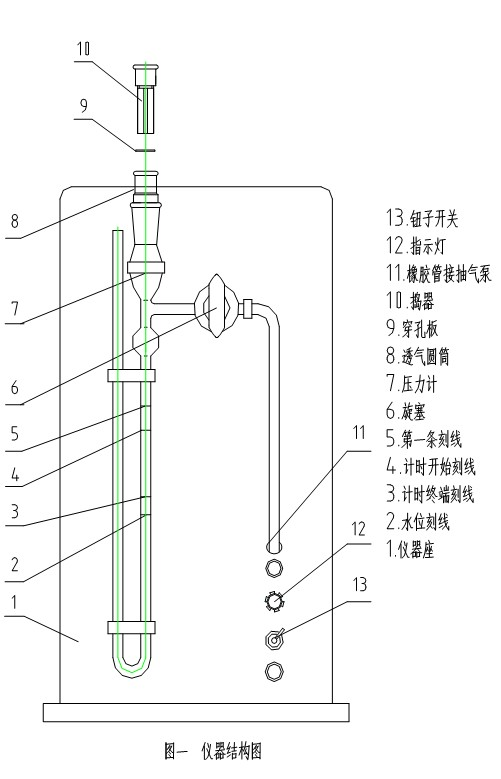 10
9
8
7
6
5
4
3
2
1
11
12
13
13.钮子开关
12.指示灯
11.橡胶管接抽气泵
10.捣器
9.穿孔板
8.透气圆筒
7.压力计
6.旋塞
5.第一条刻线
4.计时开始刻线
3.计时终端刻线
2.水位刻线
1.仪器座
图一 仪器结构图